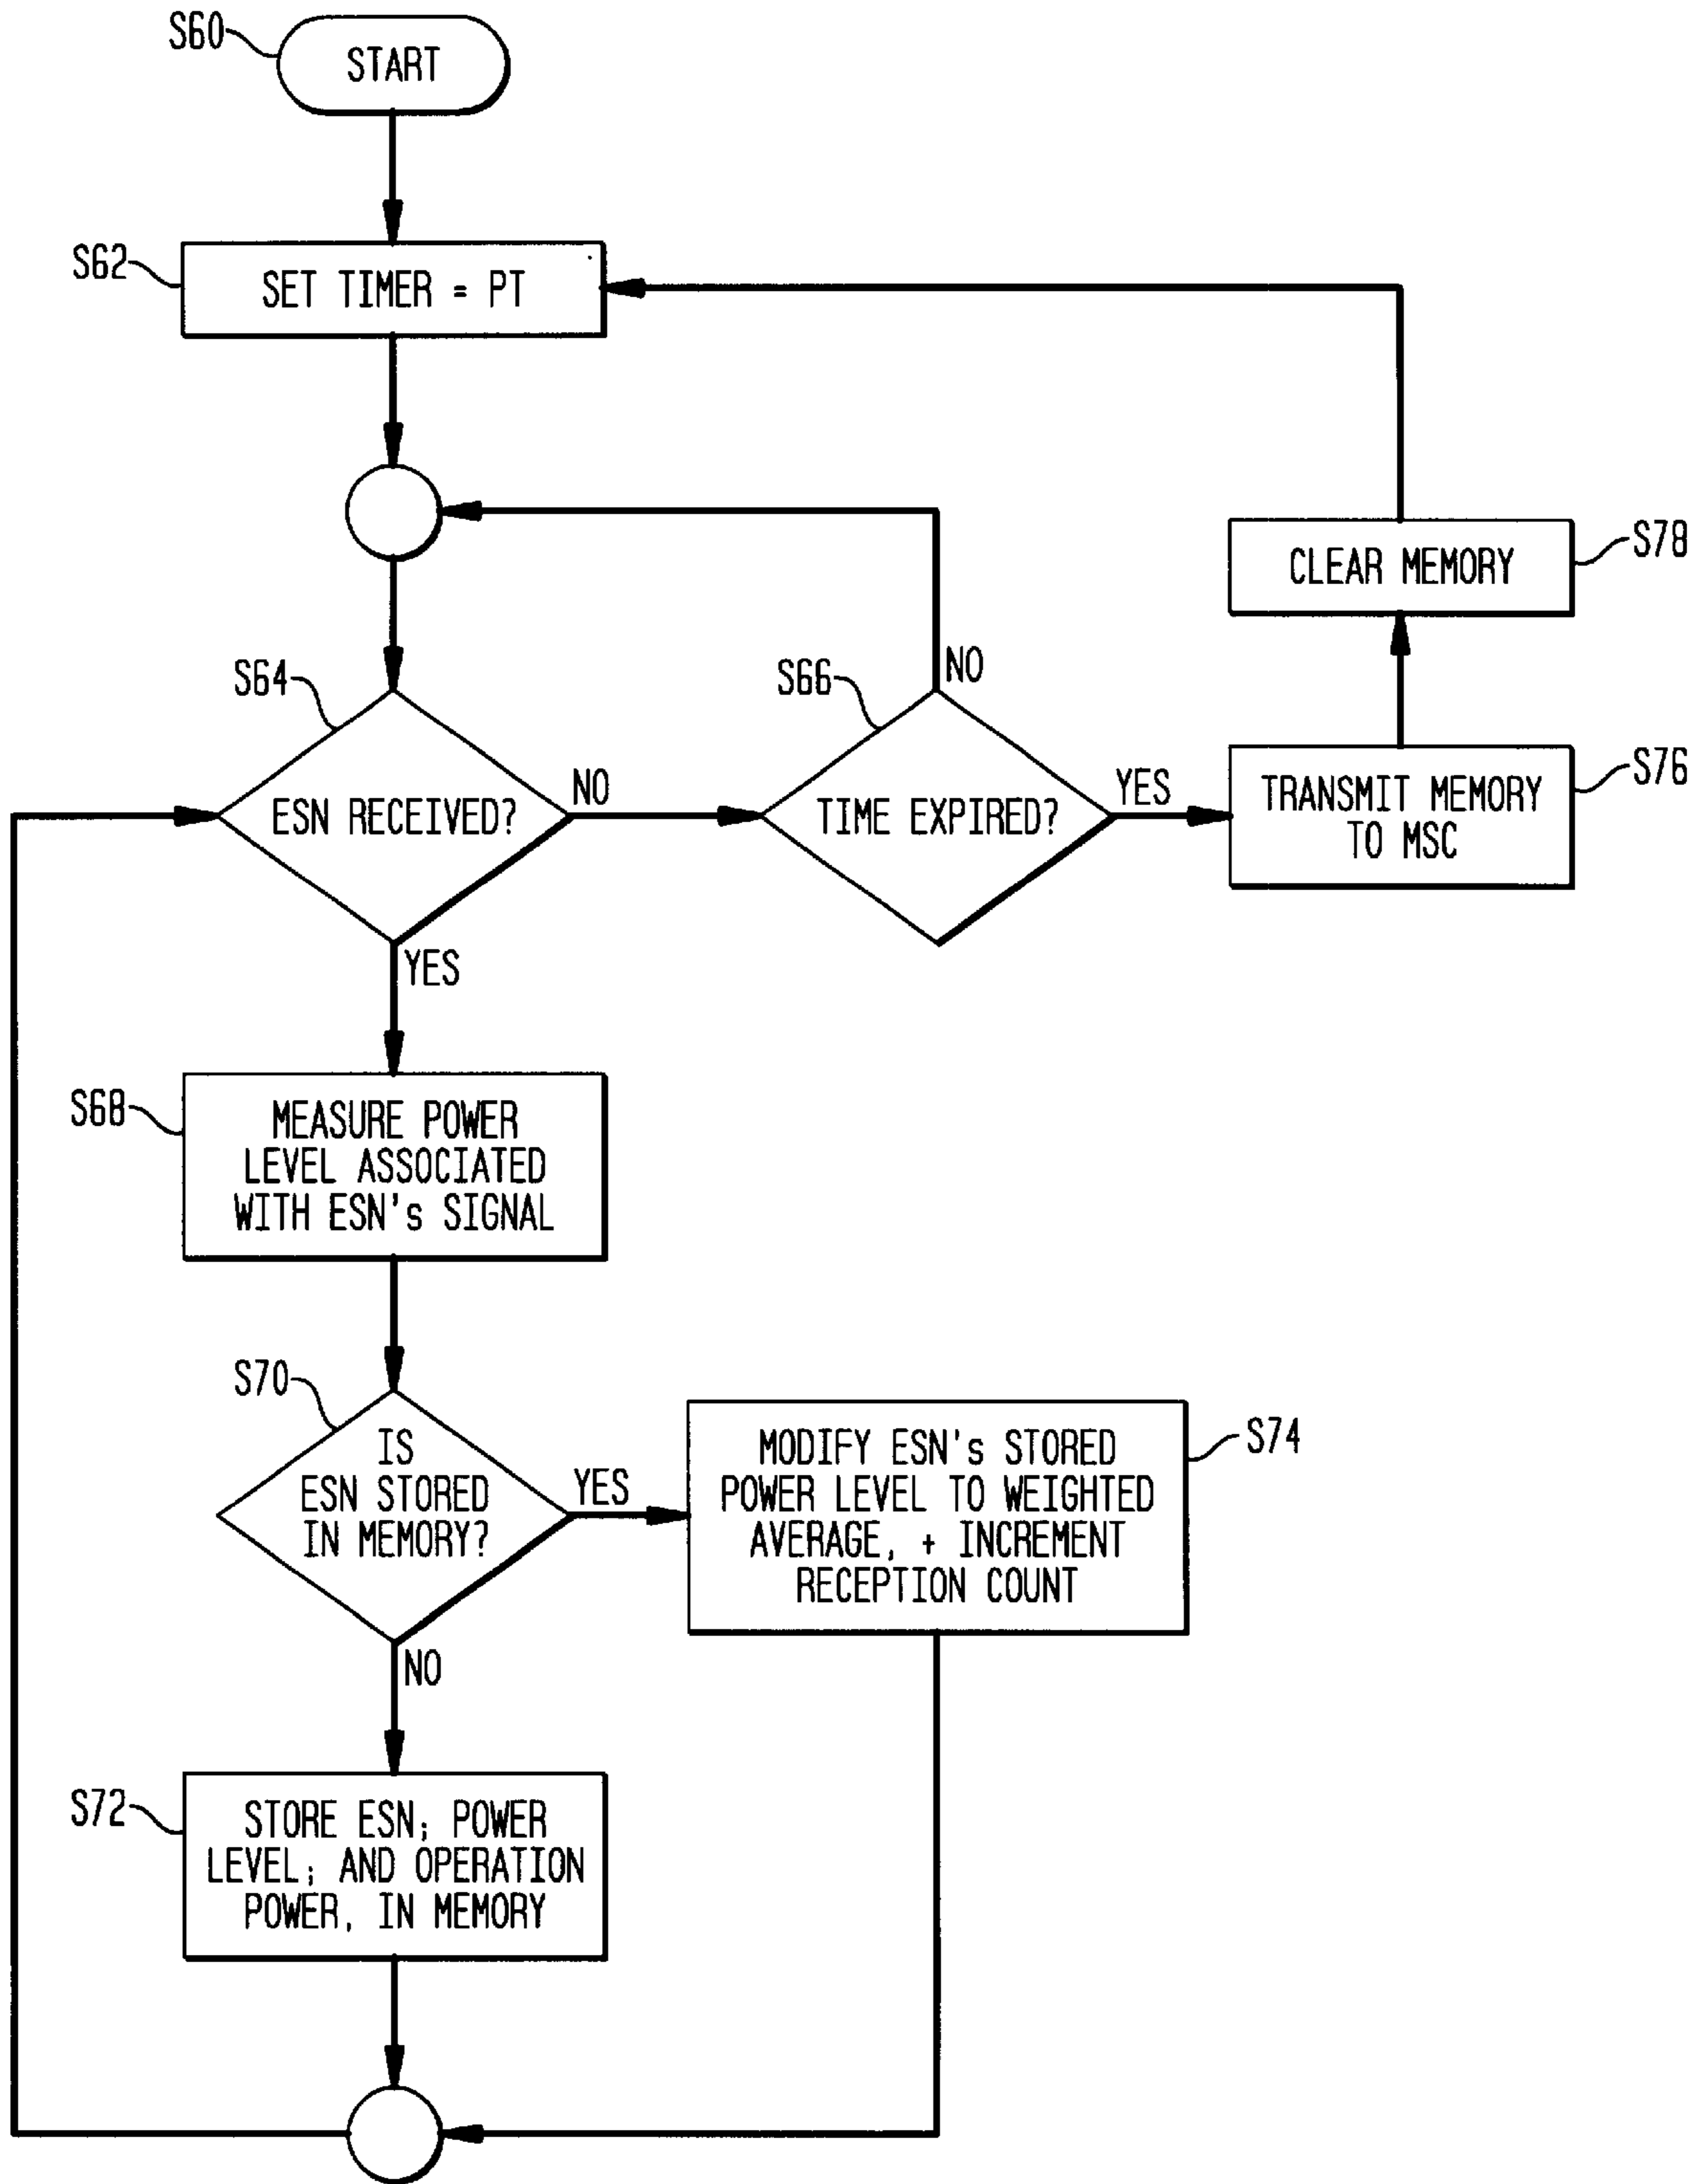 S60
START
S62
SET TIMER = PT
S78
CLEAR MEMORY
S64
ESN RECEIVED?
NO
YES
S66
TIME EXPIRED?
NO
YES
S76
TRANSMIT MEMORY
TO MSC
S68
MEASURE POWER
LEVEL ASSOCIATED
WITH ESN's SIGNAL
S70
IS
ESN STORED
IN MEMORY?
YES
NO
S74
MODIFY ESN's STORED
POWER LEVEL TO WEIGHTED
AVERAGE, + INCREMENT
RECEPTION COUNT
S72
STORE ESN; POWER
LEVEL; AND OPERATION
POWER, IN MEMORY